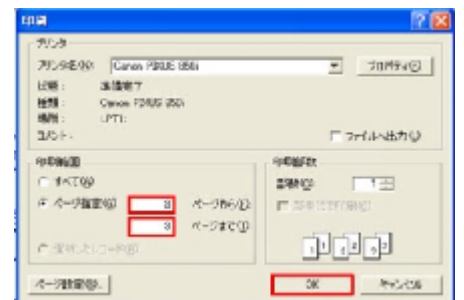 印刷
プリンタ
プリンタ名(N): Canon PIXUS 850i
プロパティ(P)
状態: 準備完了
種類: Canon PIXUS 850i
場所: LPT1:
コメント:
ファイルへ出力(L)
印刷範囲
すべて(A)
ページ指定(G)
ページから(F)
ページまで(T)
印刷部数
部数(C): 1
ページ設定(S)...
OK
キャンセル